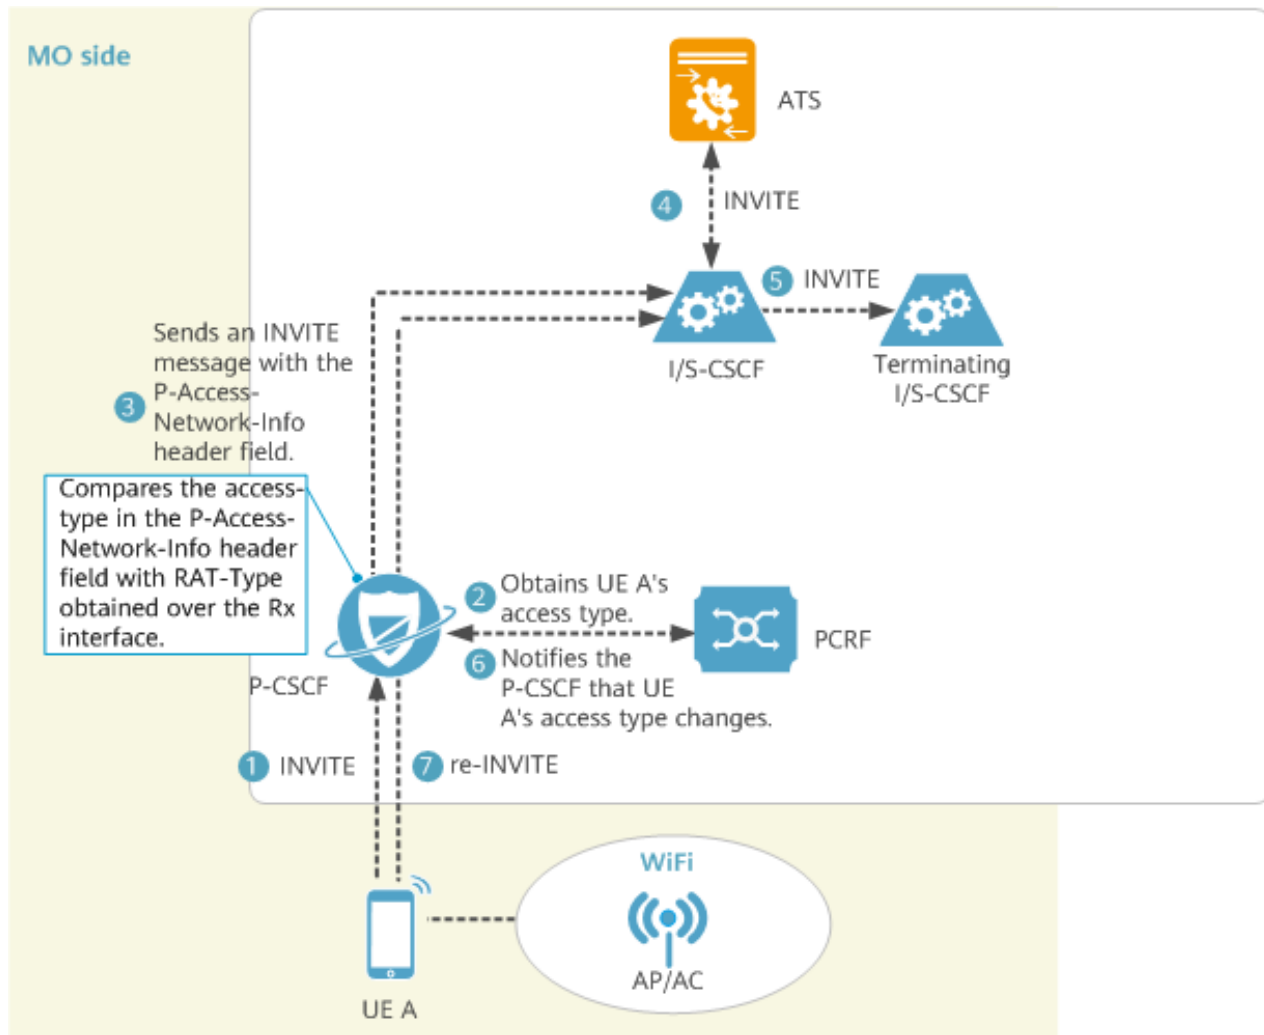 MO side
ATS
4 INVITE
5 INVITE
I/S-CSCF
Terminating
I/S-CSCF
Sends an INVITE
message with the
3 P-Access-
Network-Info
header field.
Compares the access-
type in the P-Access-
Network-Info header
field with RAT-Type
obtained over the Rx
interface.
P-CSCF
2 Obtains UE A's
access type.
6 Notifies the
P-CSCF that UE
A's access type changes.
PCRF
1 INVITE
7 re-INVITE
WiFi
AP/AC
UE A